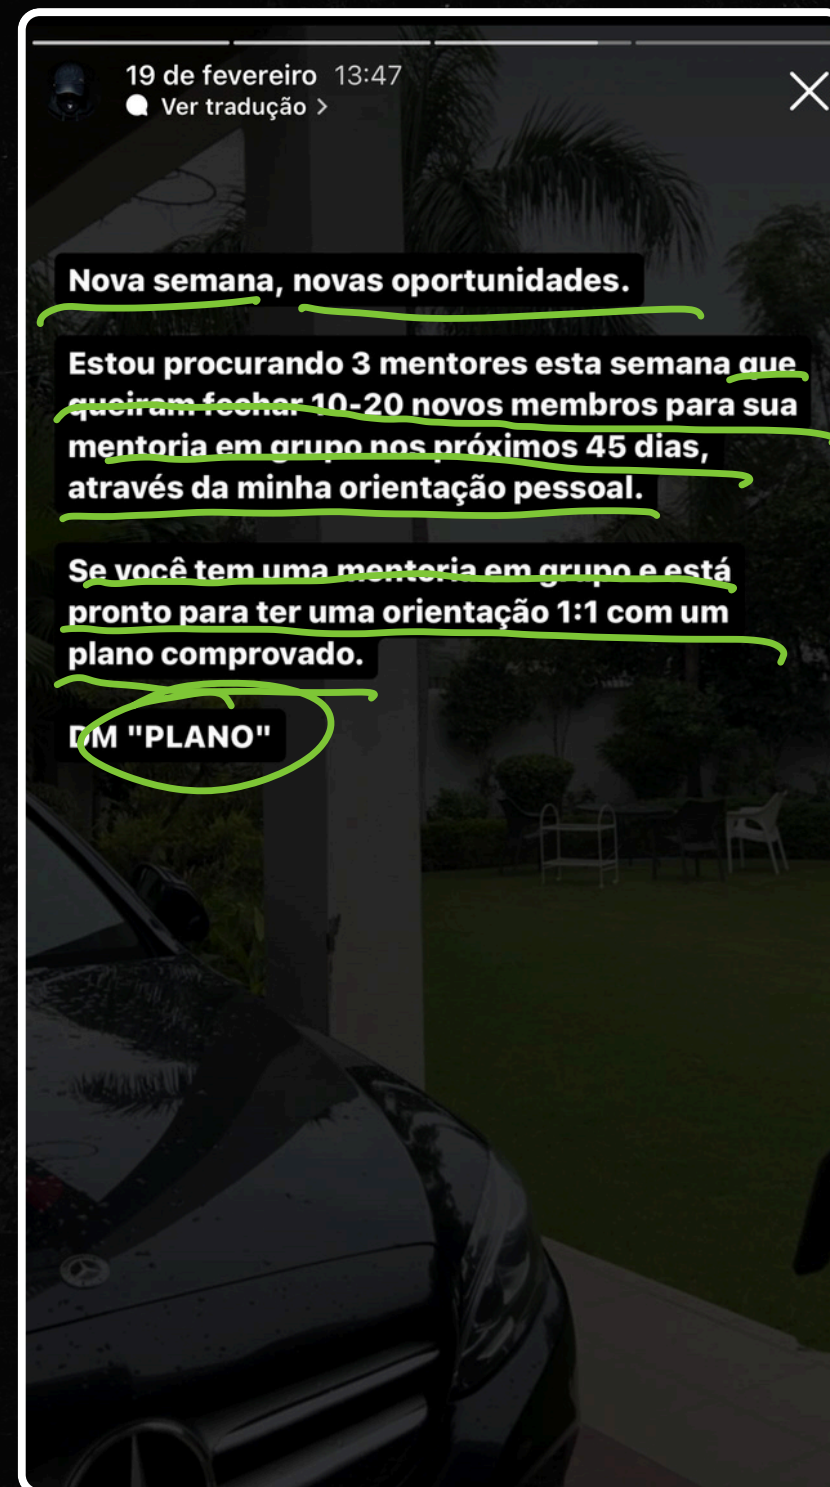 19 de fevereiro 13:47
Ver tradução >
Nova semana, novas oportunidades.
Estou procurando 3 mentores esta semana que
queiram fechar 10-20 novos membros para sua
mentoria em grupo nos próximos 45 dias,
através da minha orientação pessoal.
Se você tem uma mentoria em grupo e está
pronto para ter uma orientação 1:1 com um
plano comprovado.
DM "PLANO"